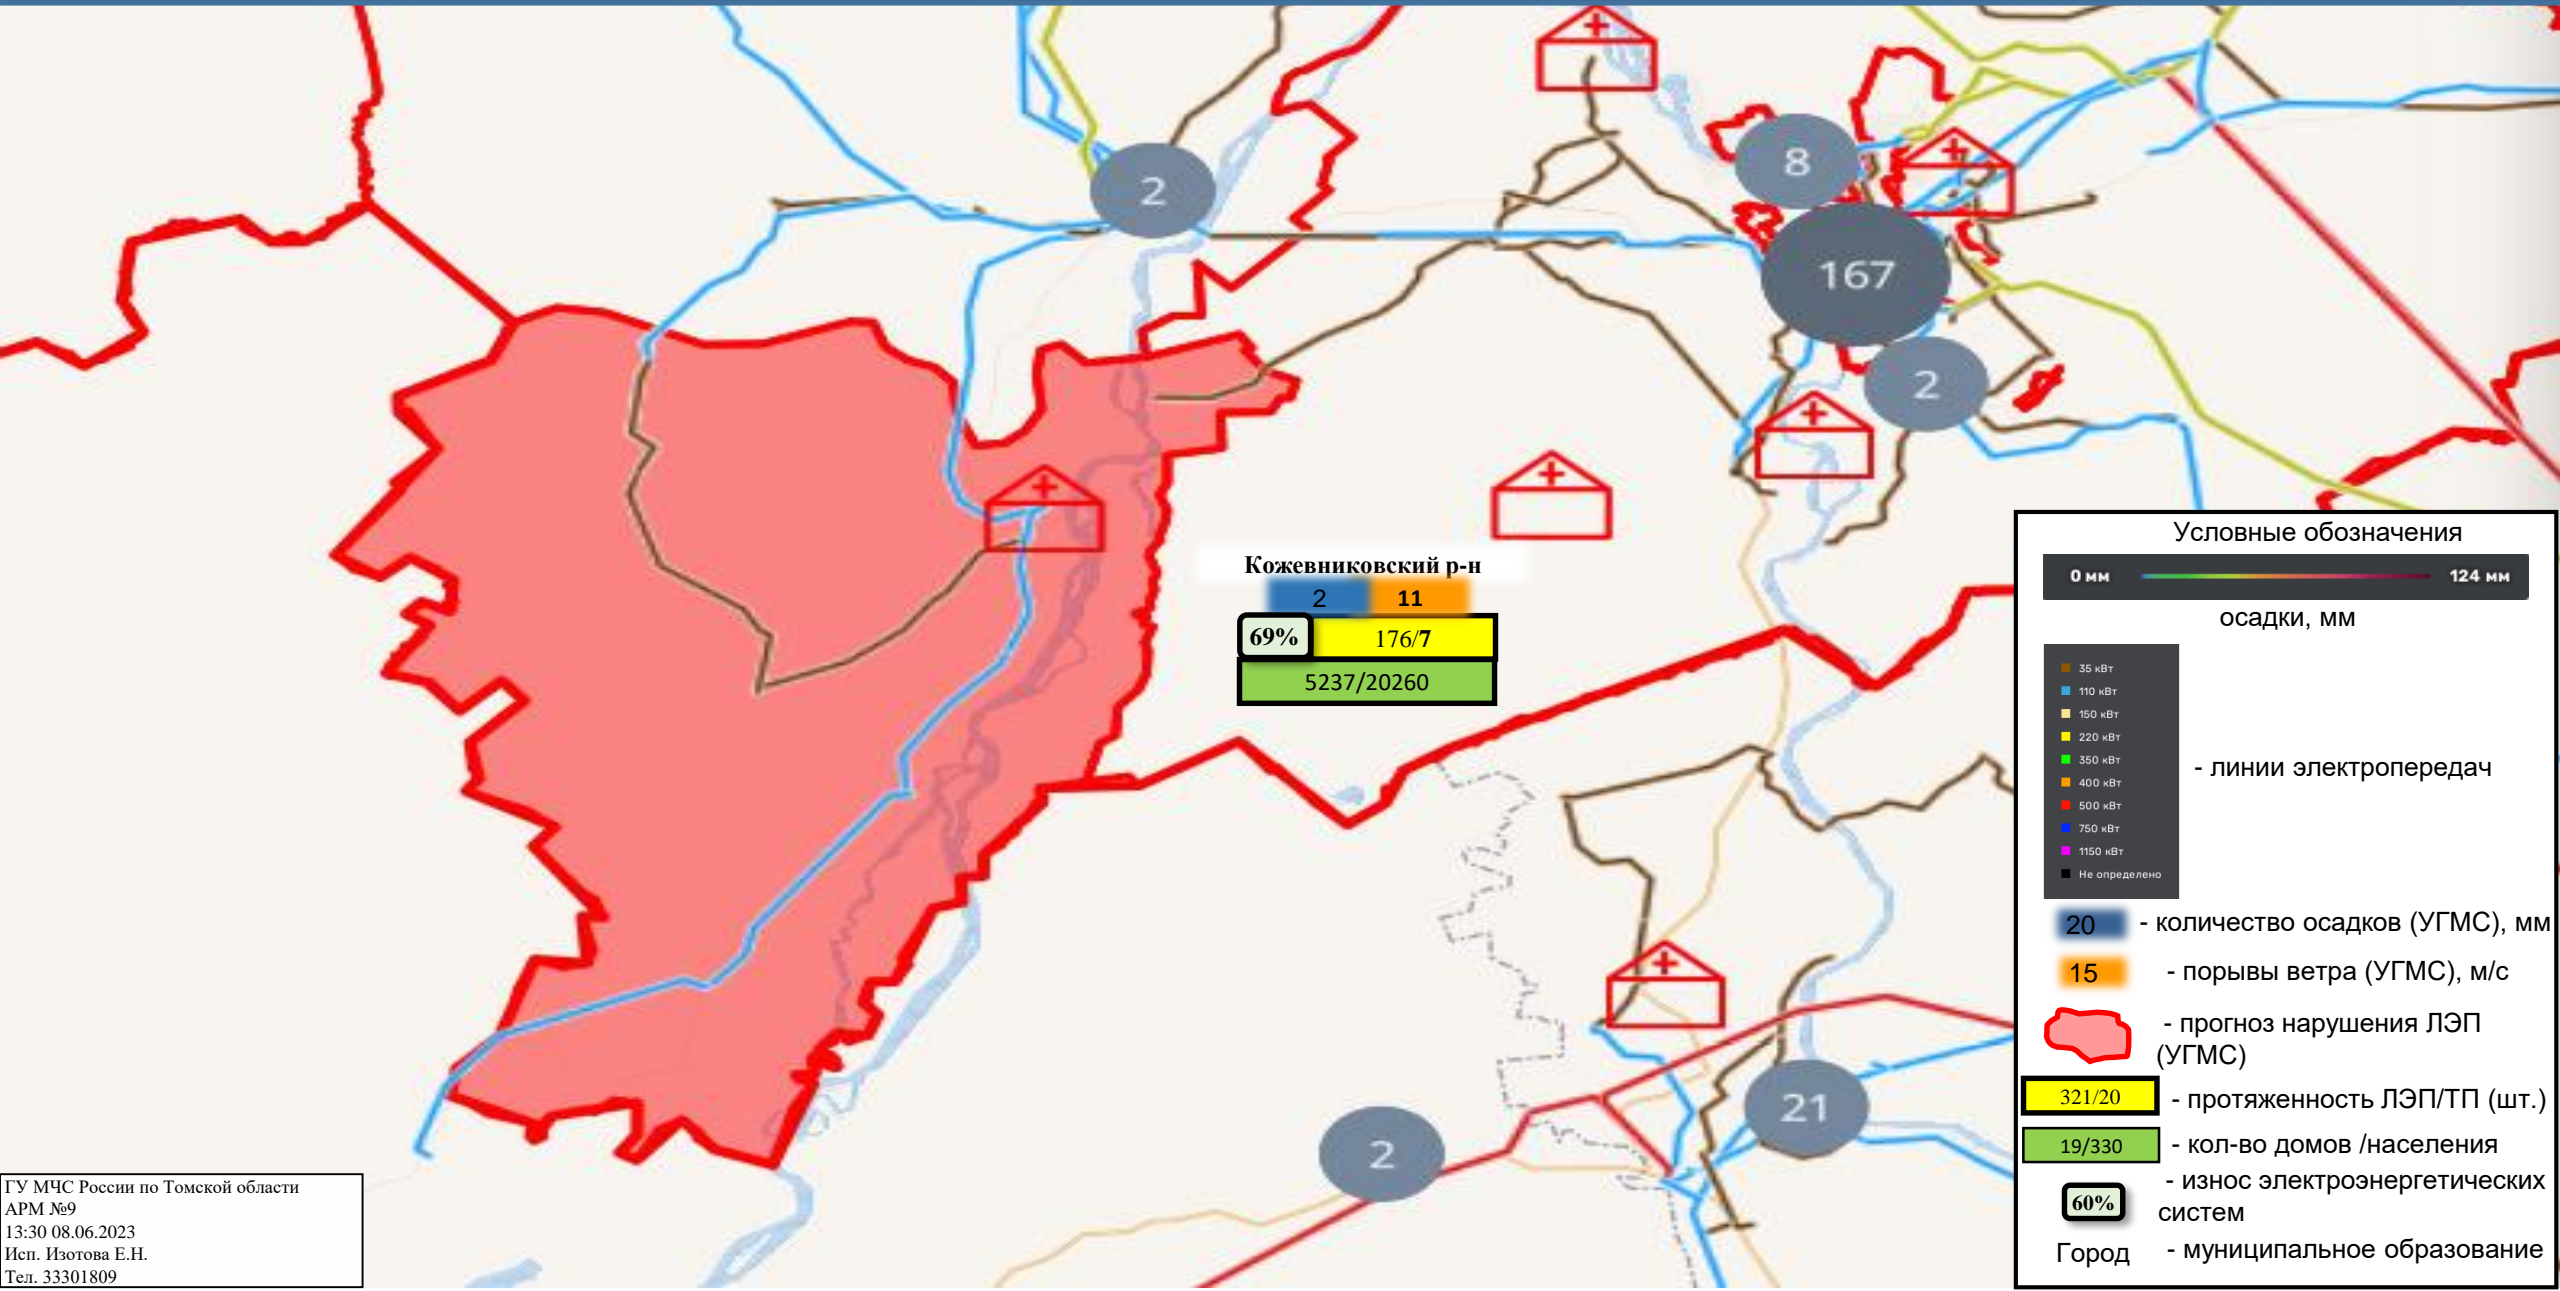 2
8
167
2
Кожевниковский р-н
2 11
69% 176/7
5237/20260
2
21
Условные обозначения
0 мм 124 мм
осадки, мм
35 кВт
110 кВт
150 кВт
220 кВт
350 кВт
400 кВт
500 кВт
750 кВт
1150 кВт
Не определено
- линии электропередач
20 - количество осадков (УГМС), мм
15 - порывы ветра (УГМС), м/с
- прогноз нарушения ЛЭП
(УГМС)
321/20 - протяженность ЛЭП/ТП (шт.)
19/330 - кол-во домов /населения
60% - износ электроэнергетических
систем
Город - муниципальное образование
ГУ МЧС России по Томской области
АРМ №9
13:30 08.06.2023
Исп. Изотова Е.Н.
Тел. 33301809